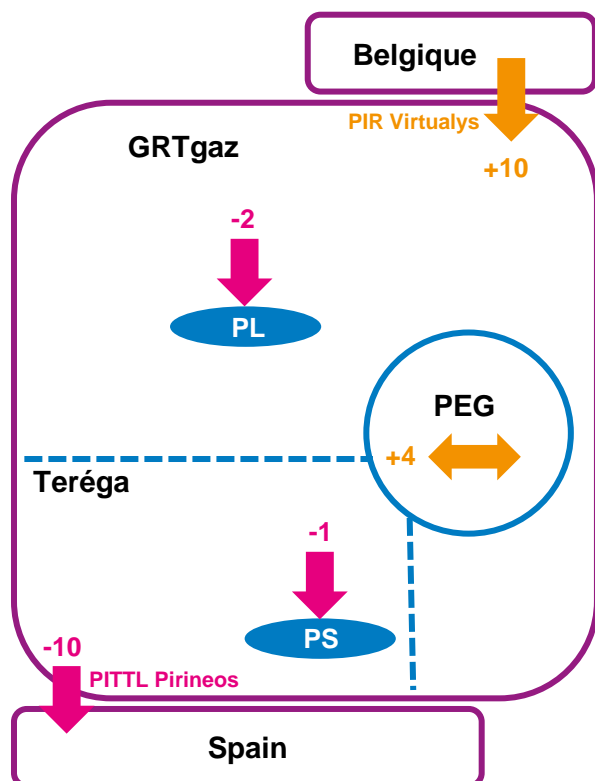 Belgique
PIR Virtualys
GRTgaz
+10
-2
PL
PEG
+4
Teréga
-1
PS
-10
PITTL Pirineos
Spain